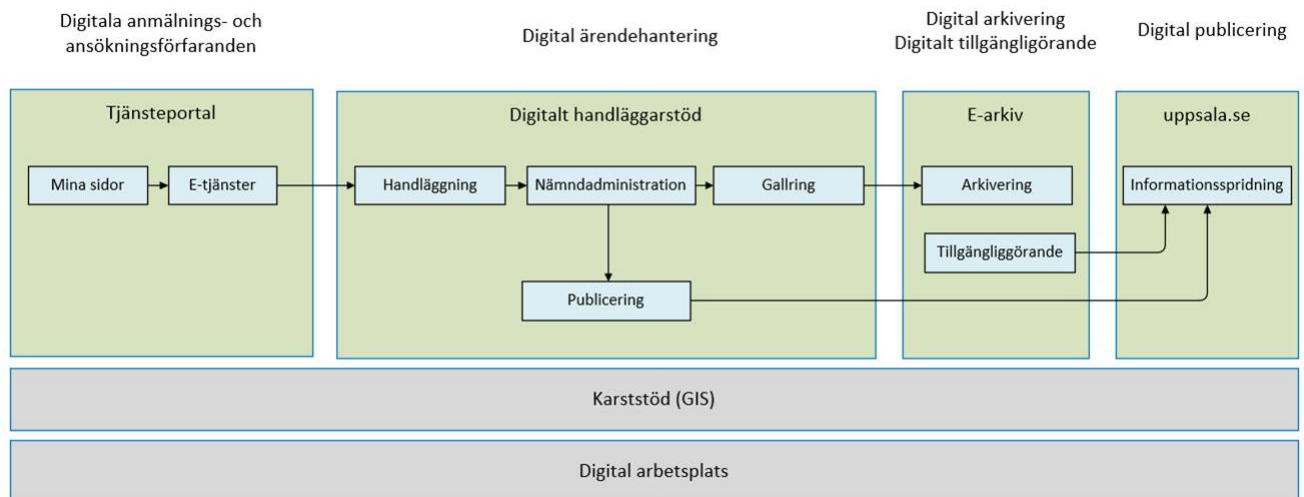 Digitala anmälnings- och
ansökningsförfaranden
Digital ärendehantering
Digital arkivering
Digitalt tillgängligörande
Digital publicering
Tjänsteportal
Digitalt handläggarstöd
E-arkiv
uppsala.se
Mina sidor
E-tjänster
Handläggning
Nämndadministration
Gallring
Arkivering
Informationsspridning
Tillgängliggörande
Publicering
Karststöd (GIS)
Digital arbetsplats